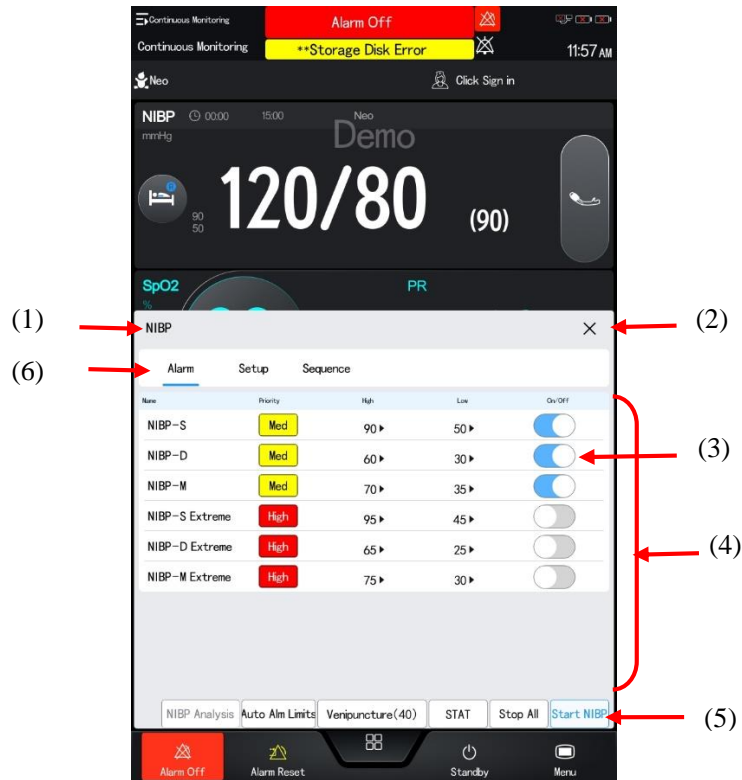 Continuous Monitoring
Alarm Off
Continuous Monitoring
**Storage Disk Error
11:57 AM
Neo
Click Sign in
NIBP 00:00 15:00 Neo
mmHg
Demo
90
50
120/80 (90)
SpO2 PR
%
(1) NIBP (2)
(6) Alarm Setup Sequence
Name Priority High Low On/Off
NIBP-S Med 90 50
NIBP-D Med 60 30 (3)
NIBP-M Med 70 35
NIBP-S Extreme High 95 45
NIBP-D Extreme High 65 25 (4)
NIBP-M Extreme High 75 30
NIBP Analysis Auto Alm Limits Venipuncture(40) STAT Stop All Start NIBP (5)
Alarm Off Alarm Reset Standby Menu